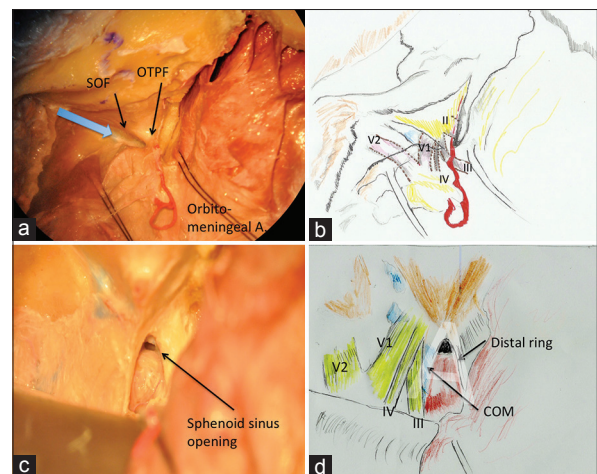 SOF
OTPF
Orbito-
meningeal A.
a
II
V2
V1
III
IV
b
Sphenoid sinus
opening
c
V1
V2
Distal ring
IV
III
COM
d